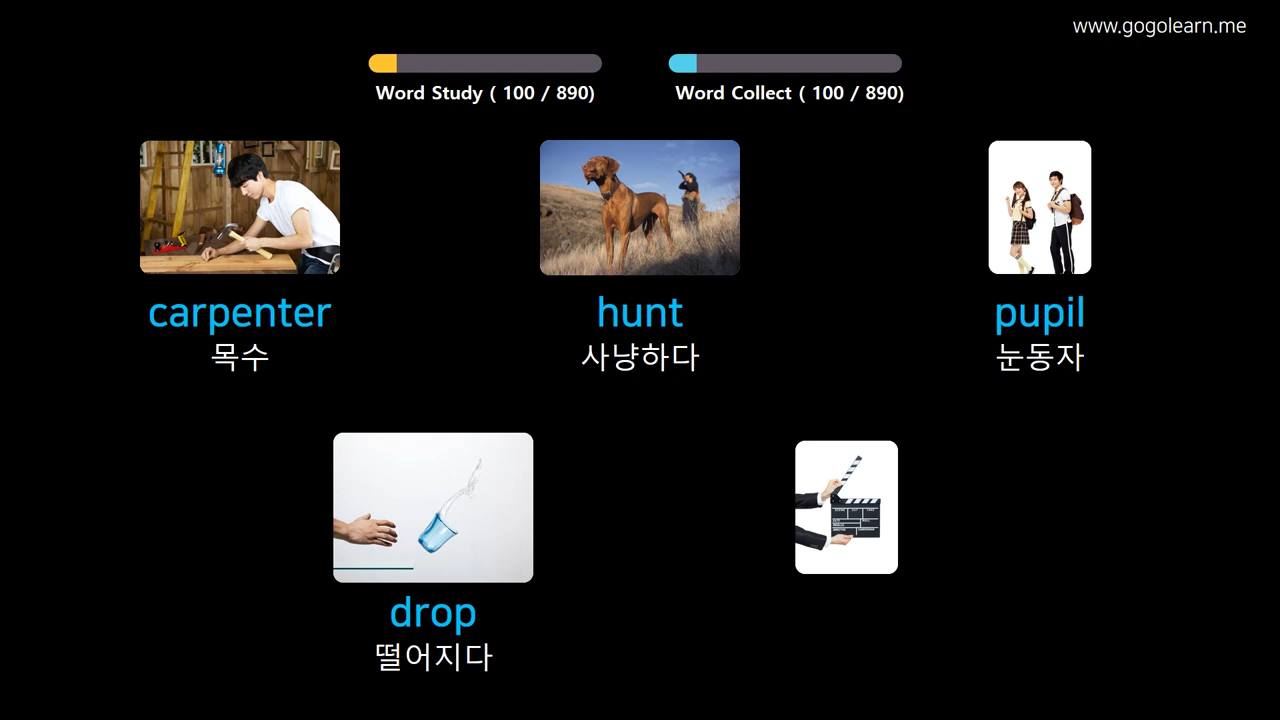 www.gogolearn.me
Word Study ( 100 / 890)
Word Collect ( 100 / 890)
carpenter
목수
hunt
사냥하다
pupil
눈동자
drop
떨어지다